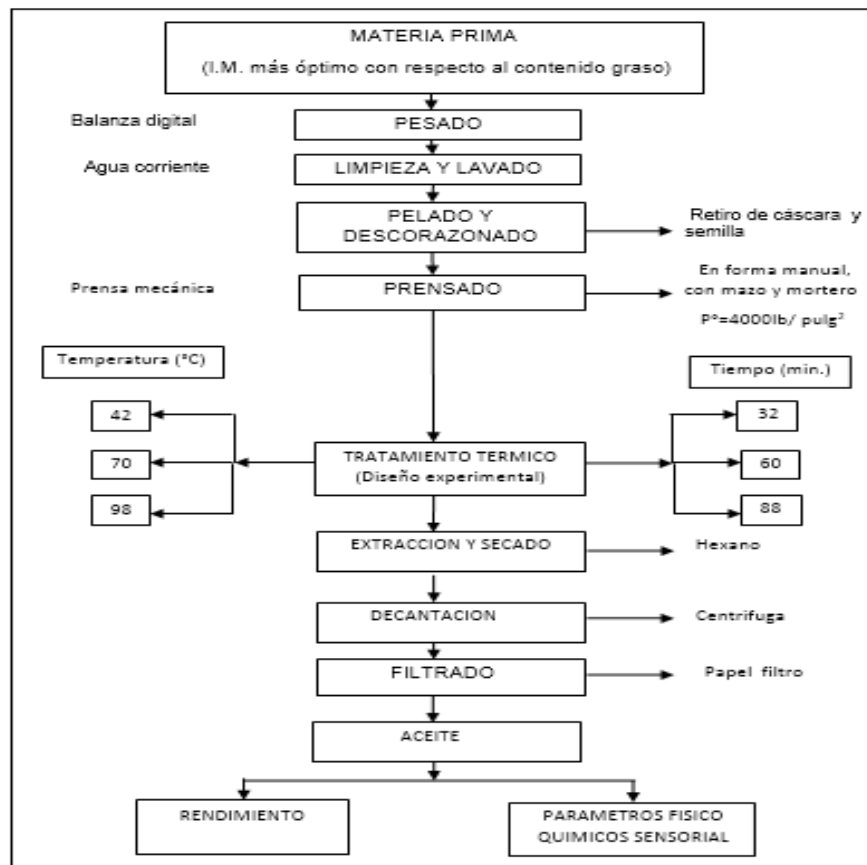 MATERIA PRIMA
(I.M. más óptimo con respecto al contenido graso)
Balanza digital
PESADO
Agua corriente
LIMPIEZA Y LAVADO
PELADO Y
DESCORAZONADO
Retiro de cáscara y
semilla
Prensa mecánica
PRENSADO
En forma manual,
con mazo y mortero
Pº=4000lb/ pulg²
Temperatura (°C)
Tiempo (min.)
42
32
TRATAMIENTO TERMICO
(Diseño experimental)
70
60
98
88
EXTRACCION Y SECADO
Hexano
DECANTACION
Centrifuga
FILTRADO
Papel filtro
ACEITE
RENDIMIENTO
PARAMETROS FISICO
QUIMICOS SENSORIAL